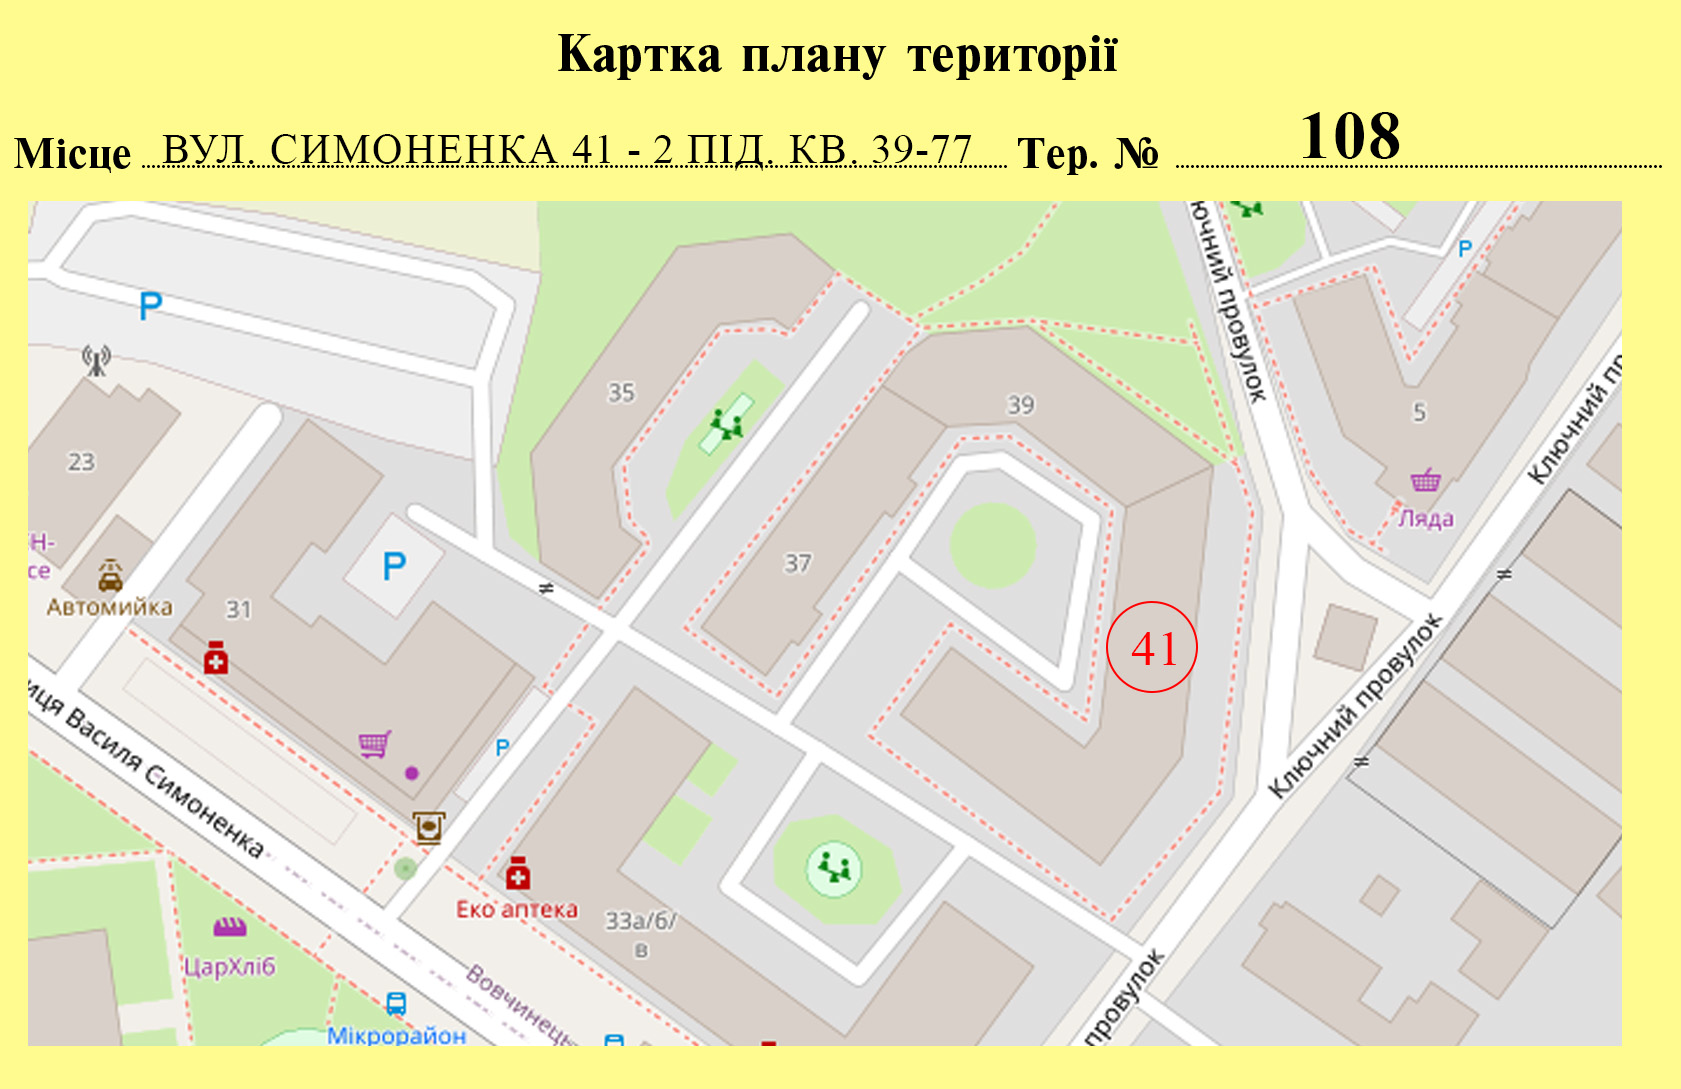 Картка плану території
Місце ВУЛ. СИМОНЕНКА 41 - 2 ПІД. КВ. 39-77 Тер. № 108
P
P
ючний провулок
35
39
5
23
Ляда
Ключний пр
Н-
се
Автомийка
31
P
37
41
Ключний провулок
иця Василя Симоненка
P
Еко аптека
33а/б/
в
ЦарХліб
Вовчинець
Мікрорайон
провулок